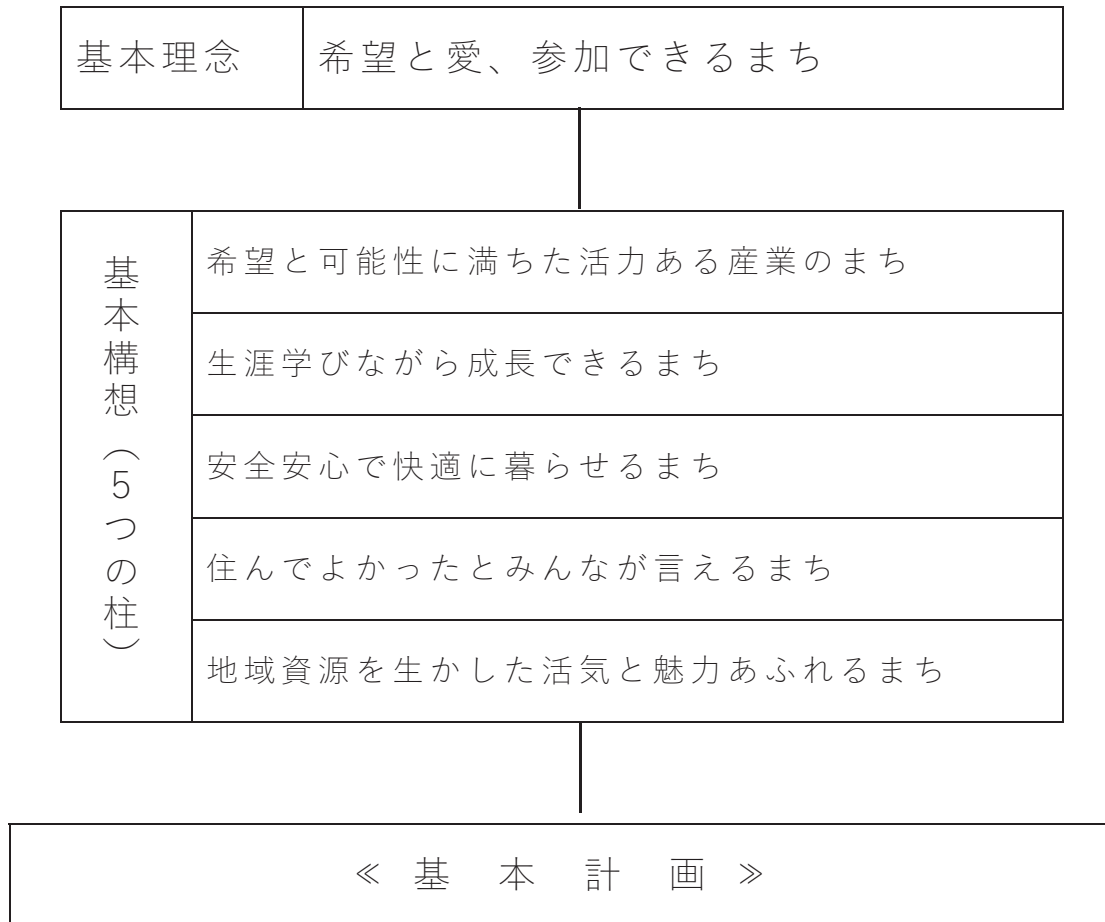 基本理念
希望と愛、参加できるまち
基本構想（5つの柱）
希望と可能性に満ちた活力ある産業のまち
生涯学びながら成長できるまち
安全安心で快適に暮らせるまち
住んでよかったとみんなが言えるまち
地域資源を生かした活気と魅力あふれるまち
≪基本計画≫